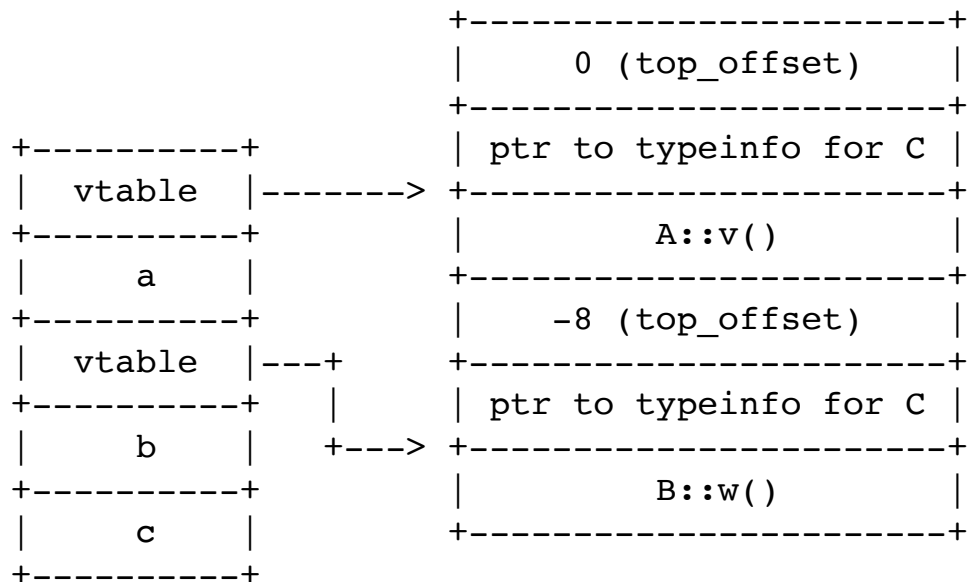 +-----------------------+
                      |     0 (top_offset)    |
                      +-----------------------+
+----------+          | ptr to typeinfo for C |
|  vtable  |-------> +-----------------------+
+----------+          |         A::v()        |
|     a    |          +-----------------------+
+----------+          |    -8 (top_offset)    |
|  vtable  |---+      +-----------------------+
+----------+   |      | ptr to typeinfo for C |
|     b    |   +---> +-----------------------+
+----------+          |         B::w()        |
|     c    |          +-----------------------+
+----------+